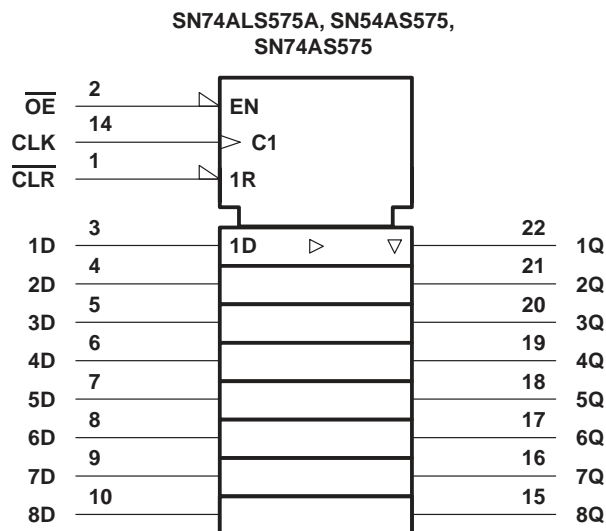 SN74ALS575A, SN54AS575,
SN74AS575
OE 2 EN
CLK 14 C1
CLR 1 1R
1D 3 1D 22 1Q
2D 4 21 2Q
3D 5 20 3Q
4D 6 19 4Q
5D 7 18 5Q
6D 8 17 6Q
7D 9 16 7Q
8D 10 15 8Q